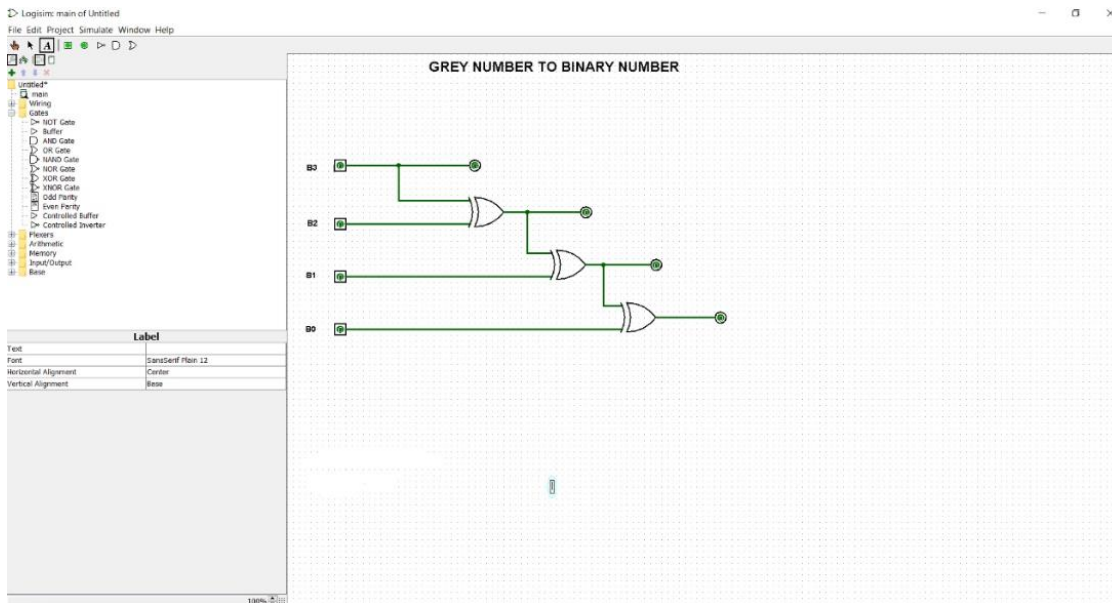 Logisim: main of Untitled
File Edit Project Simulate Window Help
A
Untitled*
main
Wiring
Gates
NOT Gate
Buffer
AND Gate
OR Gate
NAND Gate
NOR Gate
XOR Gate
XNOR Gate
Odd Parity
Even Parity
Controlled Buffer
Controlled Inverter
Plexers
Arithmetic
Memory
Input/Output
Base
Label
Text
Font SansSerif Plain 12
Horizontal Alignment Center
Vertical Alignment Base
100%
GREY NUMBER TO BINARY NUMBER
B3
B2
B1
B0